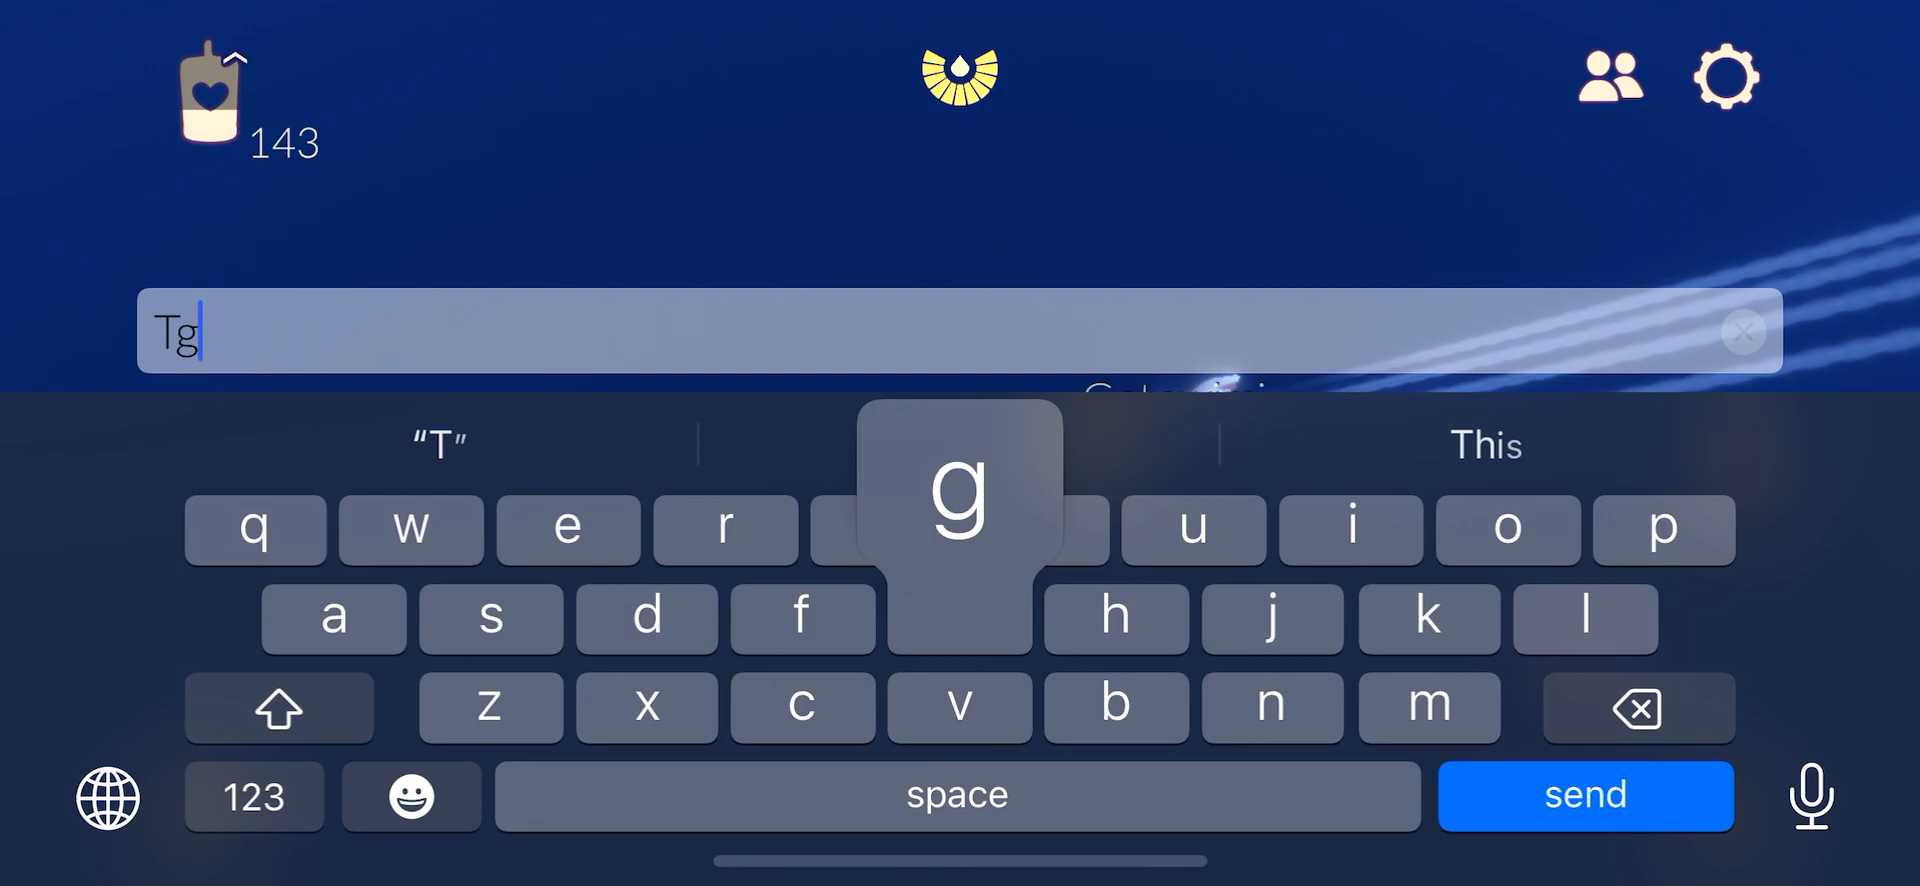 143
Tg
“T”
This
g
q w e r u i o p
a s d f h j k l
z x c v b n m
123
space
send